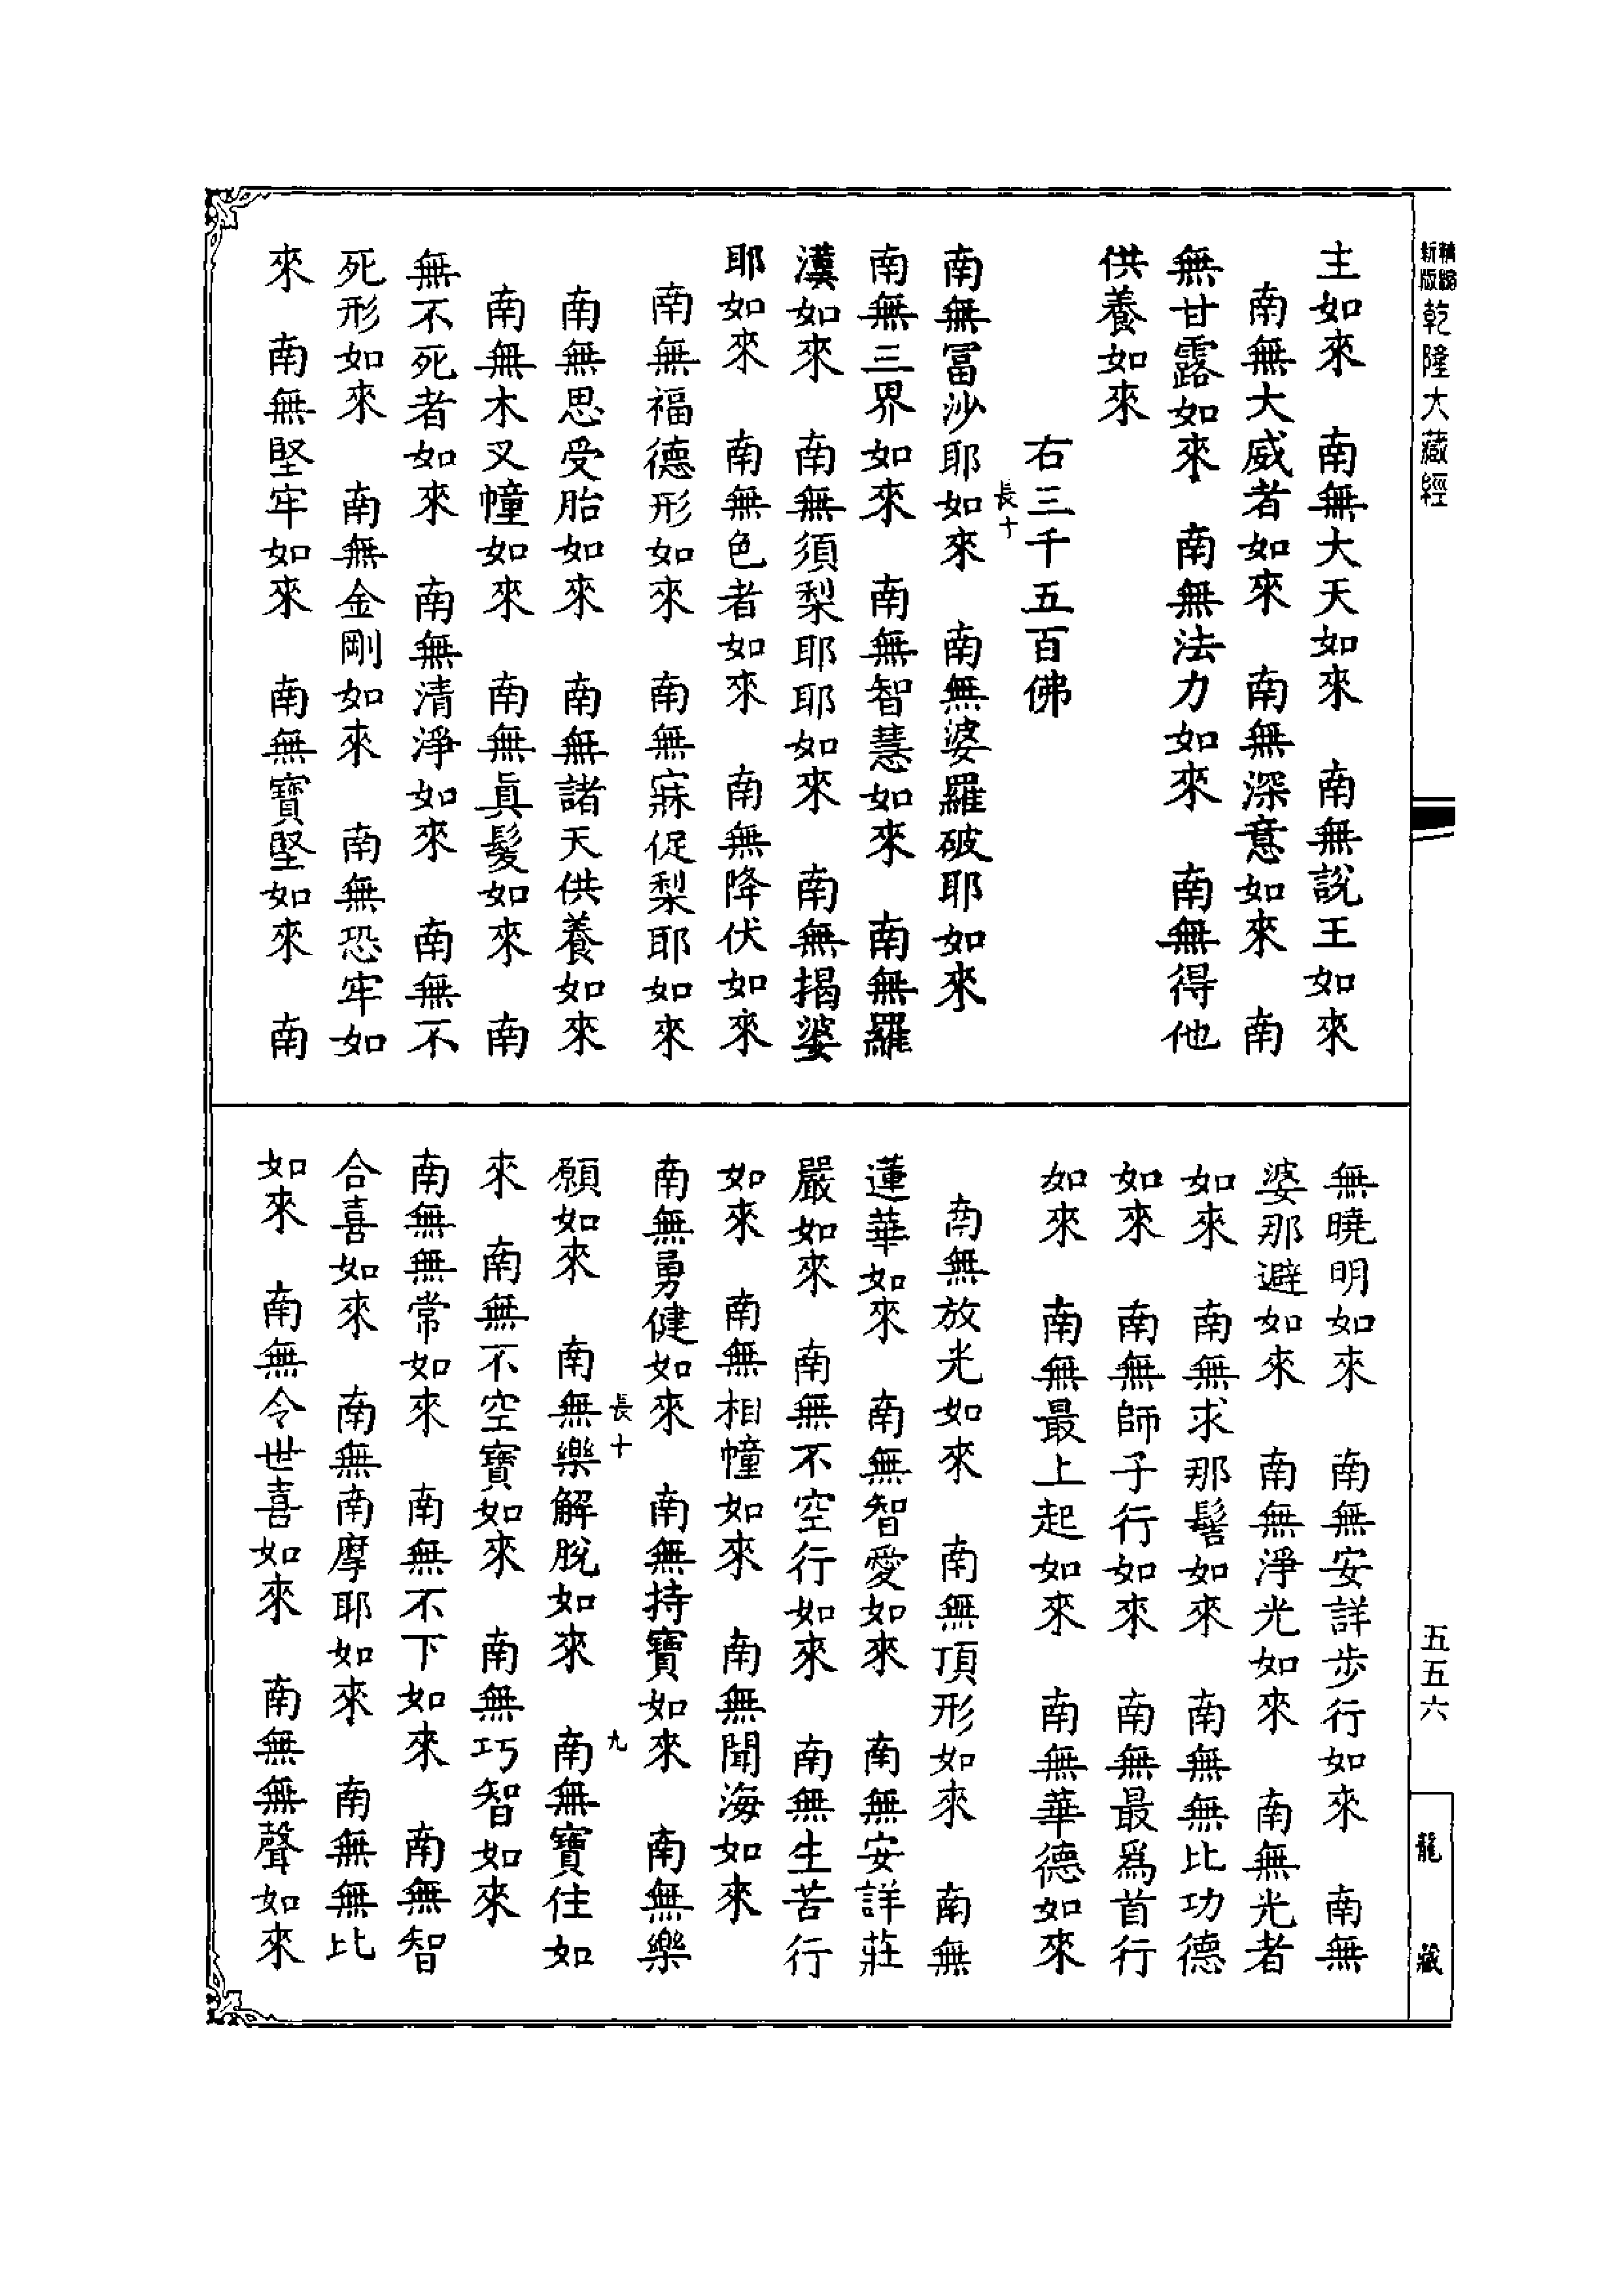 新版
精縮
乾隆大藏經
主如來　南無大天如來　南無說王如來
南無大威者如來　南無深意如來　南
無甘露如來　南無法力如來　南無得他
供養如來
右三千五百佛
長十
南無富沙耶如來　南無婆羅破耶如來
南無三界如來　南無智慧如來　南無羅
漢如來　南無須梨耶耶如來　南無揭婆
耶如來　南無色者如來　南無降伏如來
南無福德形如來　南無寐促梨耶如來
南無思受胎如來　南無諸天供養如來
南無木叉幢如來　南無真髮如來　南
無不死者如來　南無清淨如來　南無不
死形如來　南無金剛如來　南無恐牢如
來　南無堅牢如來　南無寶堅如來　南
無曉明如來　南無安詳步行如來　南無
婆那避如來　南無淨光如來　南無光者
如來　南無求那髻如來　南無無比功德
如來　南無師子行如來　南無最爲首行
如來　南無最上起如來　南無華德如來
南無放光如來　南無頂形如來　南無
蓮華如來　南無智愛如來　南無安詳莊
嚴如來　南無不空行如來　南無生苦行
如來　南無相幢如來　南無聞海如來
南無勇健如來　南無持寶如來　南無樂
長十　九
願如來　南無樂解脫如來　南無寶住如
來　南無不空寶如來　南無巧智如來
南無無常如來　南無不下如來　南無智
合喜如來　南無南摩耶如來　南無無比
如來　南無令世喜如來　南無無聲如來
五五六
龍藏